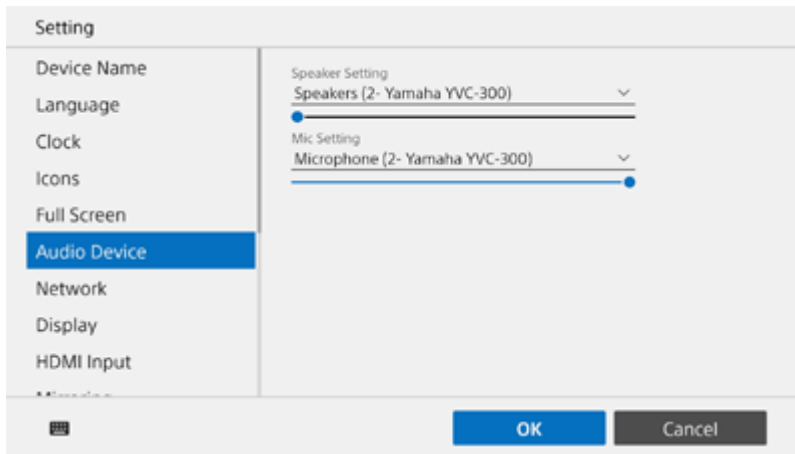 Setting
Device Name
Language
Clock
Icons
Full Screen
Audio Device
Network
Display
HDMI Input
Speaker Setting
Speakers (2- Yamaha YVC-300)
Mic Setting
Microphone (2- Yamaha YVC-300)
OK
Cancel